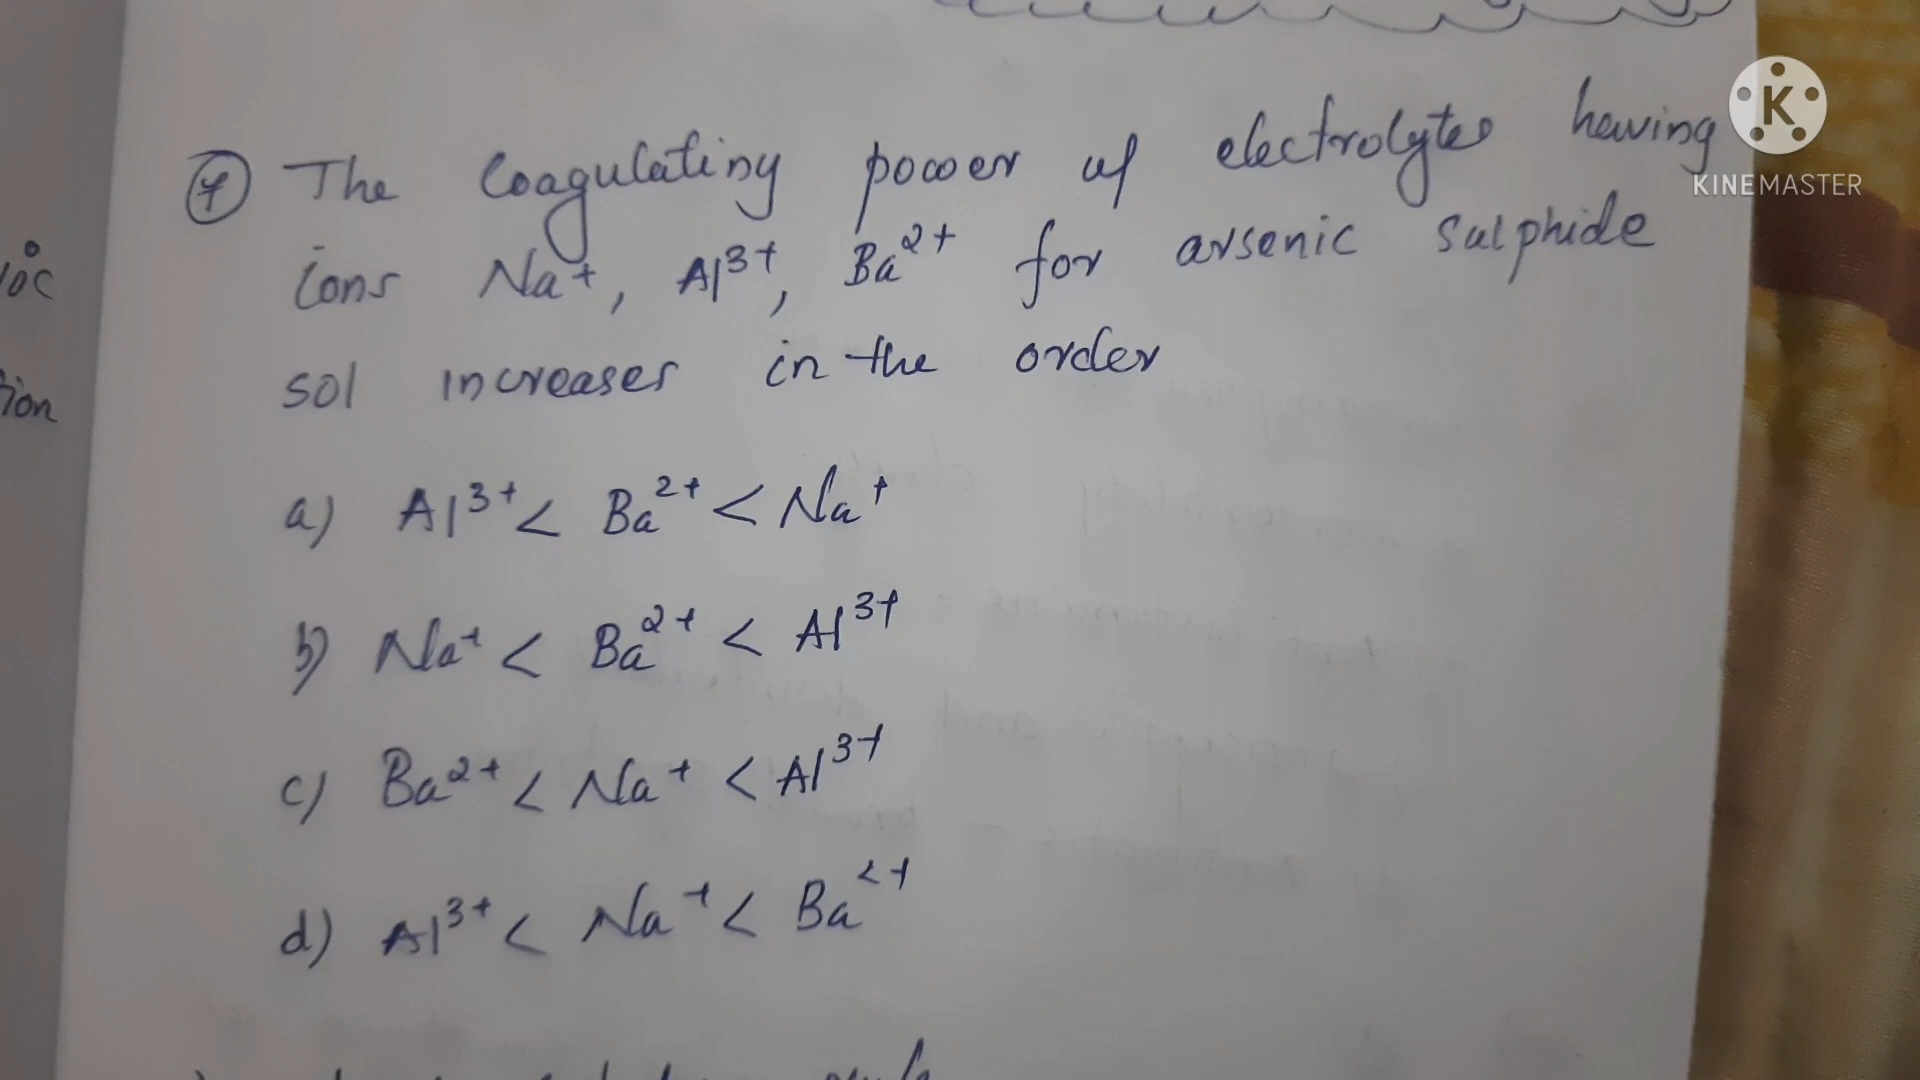 K
KINEMASTER
⑦ The Coagulating power of electrolytes having
ions Na⁺, Al³⁺, Ba²⁺ for arsenic sulphide
sol increases in the order
a) Al³⁺ < Ba²⁺ < Na⁺
b) Na⁺ < Ba²⁺ < Al³⁺
c) Ba²⁺ < Na⁺ < Al³⁺
d) Al³⁺ < Na⁺ < Ba²⁺